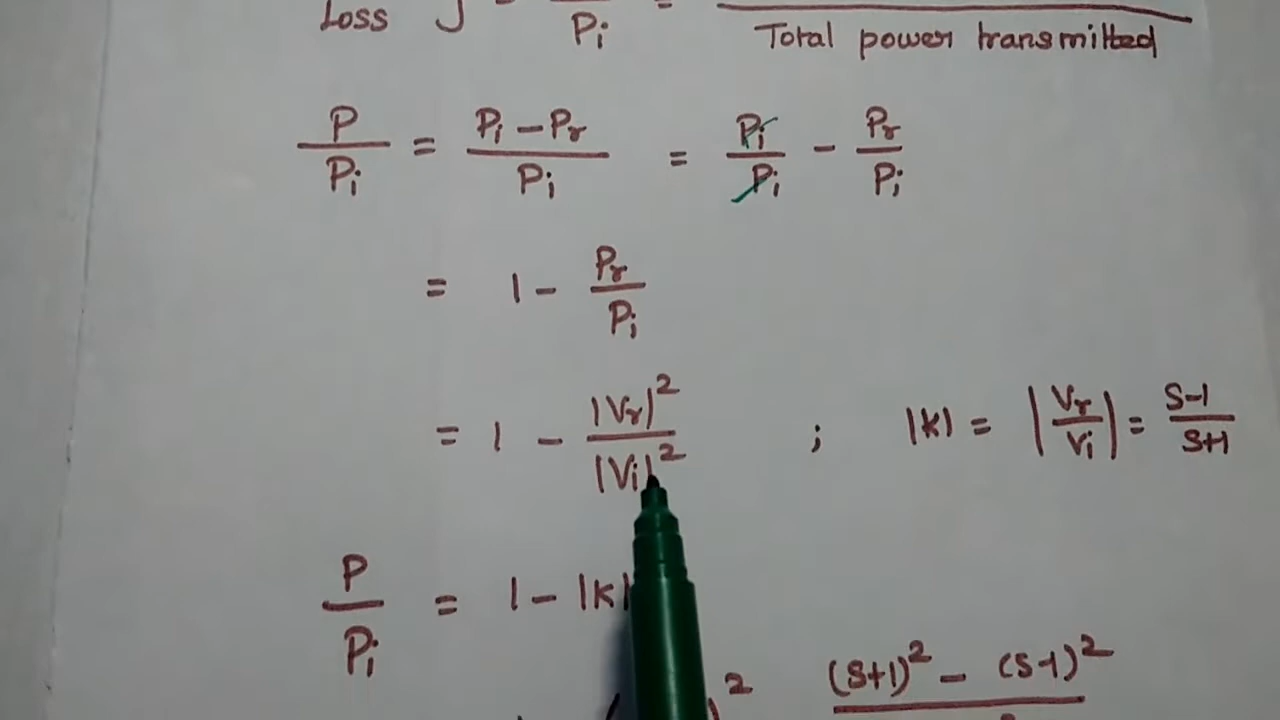 Loss J = / Pi = / Total power transmitted
P/Pi = (Pi - Pr)/Pi = Pi/Pi - Pr/Pi
= 1 - Pr/Pi
= 1 - |Vr|²/|Vi|² ; |K| = |Vr/Vi| = S-1/S+1
P/Pi = 1 - |K|
² (S+1)² - (S-1)²